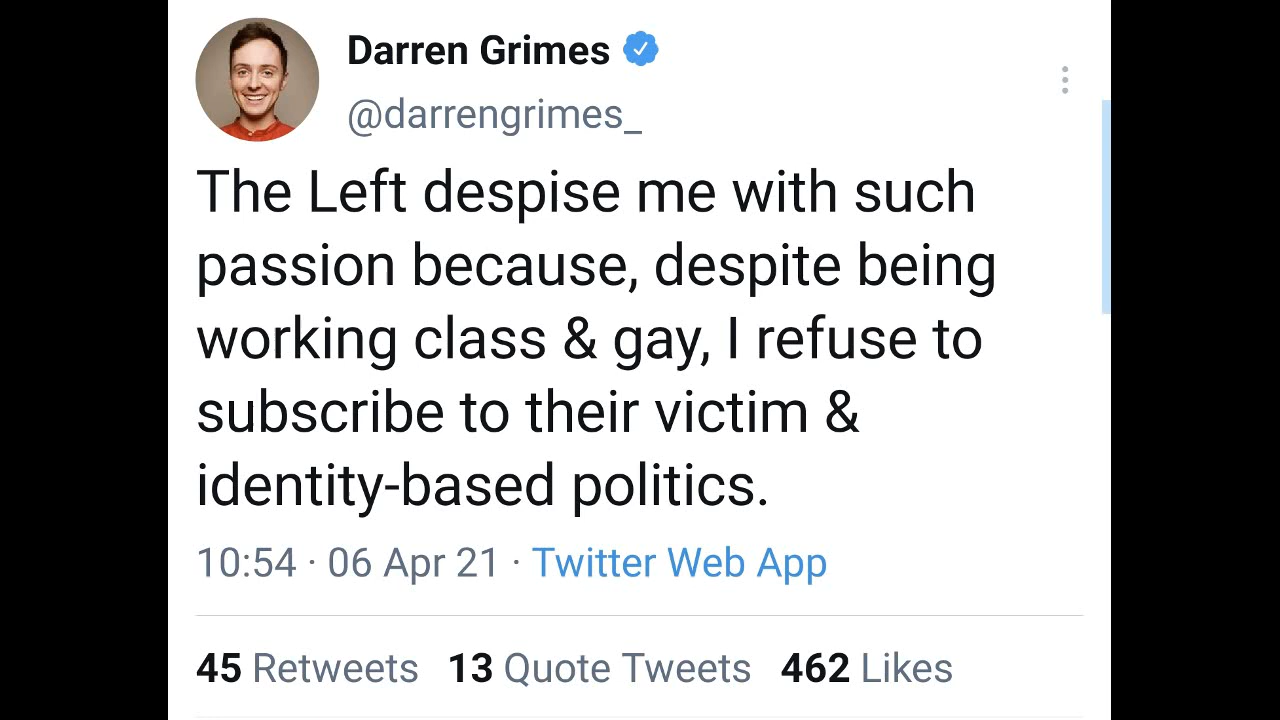 Darren Grimes
@darrengrimes_
The Left despise me with such
passion because, despite being
working class & gay, I refuse to
subscribe to their victim &
identity-based politics.
10:54 · 06 Apr 21 · Twitter Web App
45 Retweets 13 Quote Tweets 462 Likes